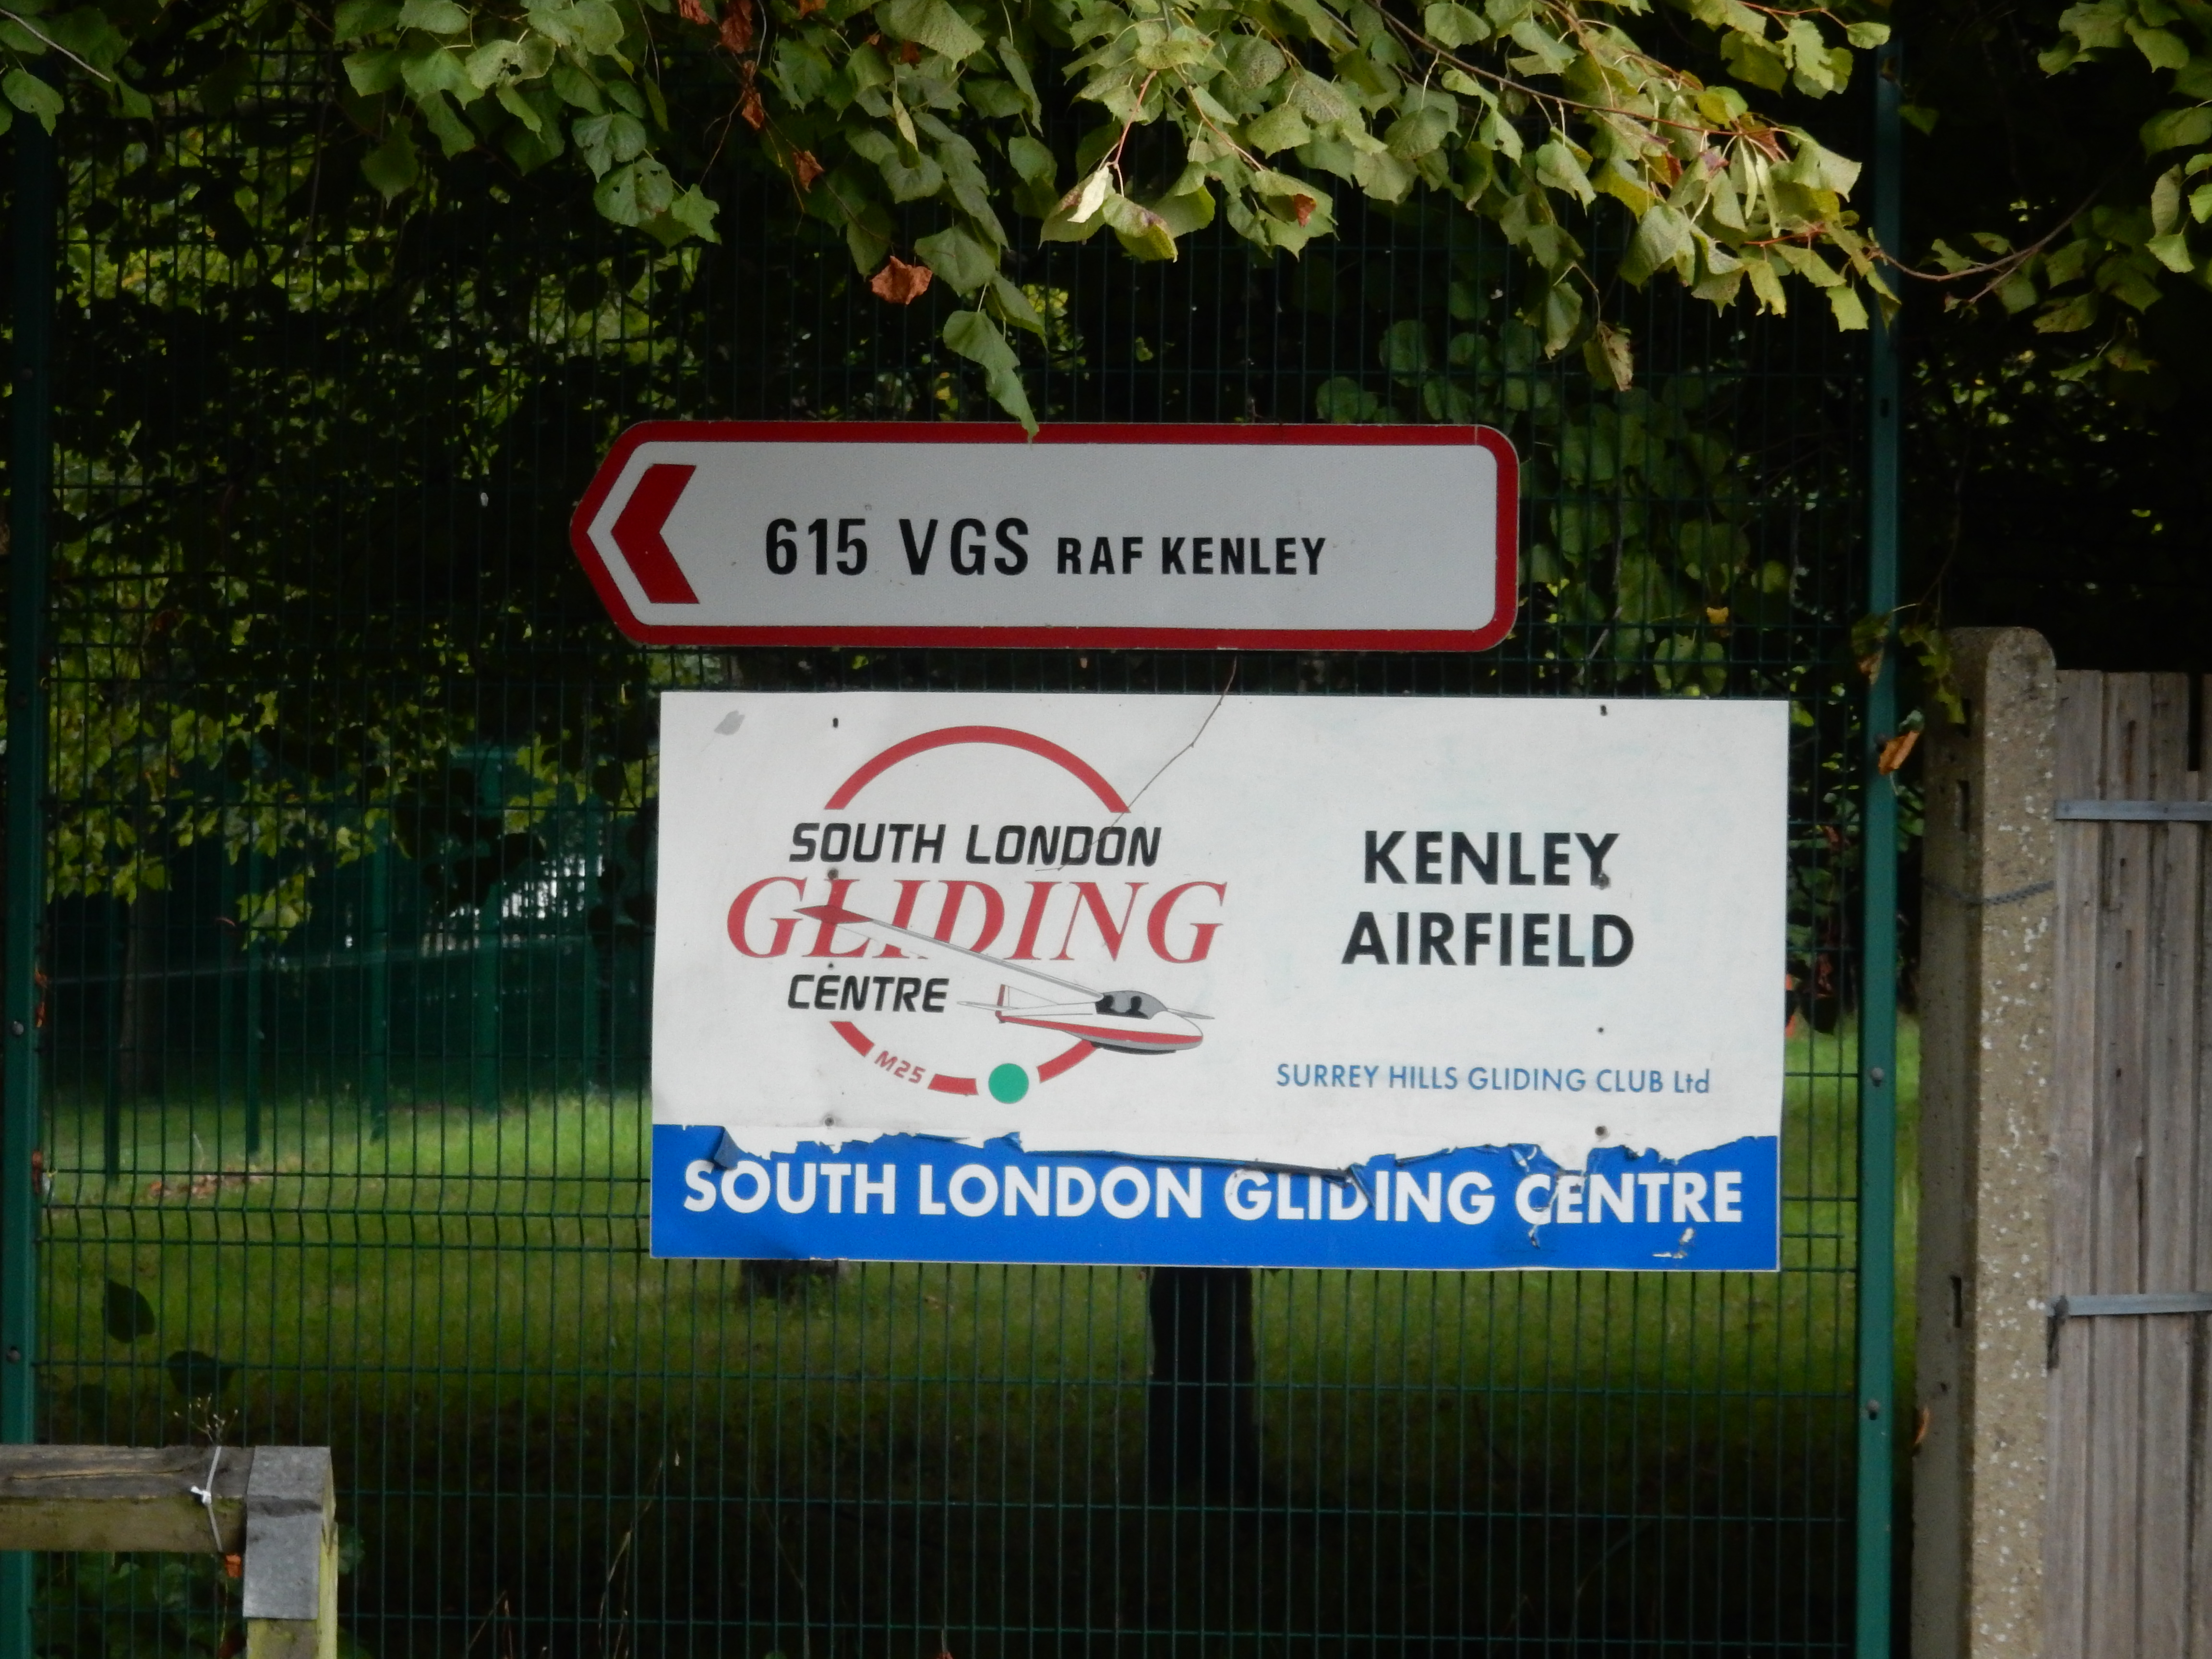 615 VGS RAF KENLEY
SOUTH LONDON
GLIDING
CENTRE
M25
KENLEY
AIRFIELD
SURREY HILLS GLIDING CLUB Ltd
SOUTH LONDON GLIDING CENTRE